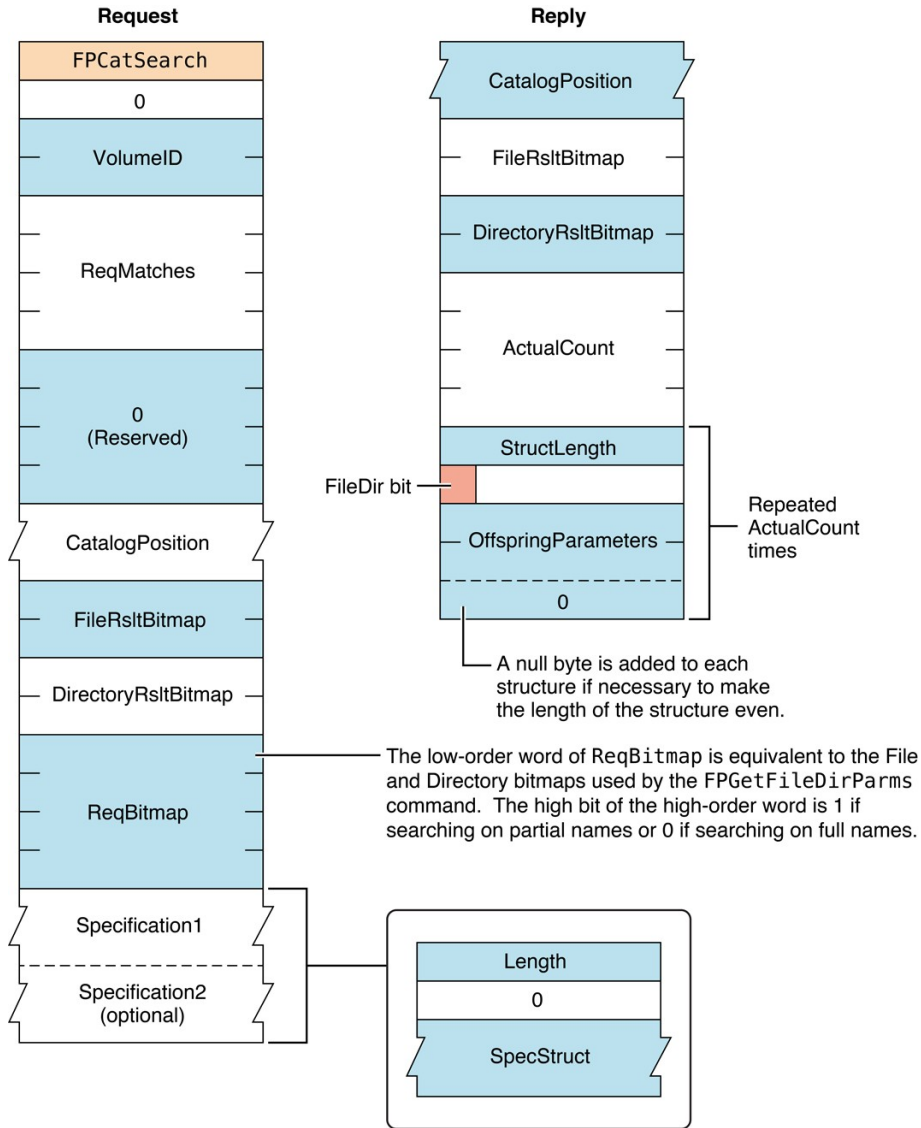 Request
FPCatSearch
0
VolumeID
ReqMatches
0
(Reserved)
CatalogPosition
FileRsltBitmap
DirectoryRsltBitmap
ReqBitmap
Specification1
Specification2
(optional)
Reply
CatalogPosition
FileRsltBitmap
DirectoryRsltBitmap
ActualCount
StructLength
FileDir bit
OffspringParameters
0
Repeated
ActualCount
times
A null byte is added to each
structure if necessary to make
the length of the structure even.
The low-order word of ReqBitmap is equivalent to the File
and Directory bitmaps used by the FPGetFileDirParms
command. The high bit of the high-order word is 1 if
searching on partial names or 0 if searching on full names.
Length
0
SpecStruct